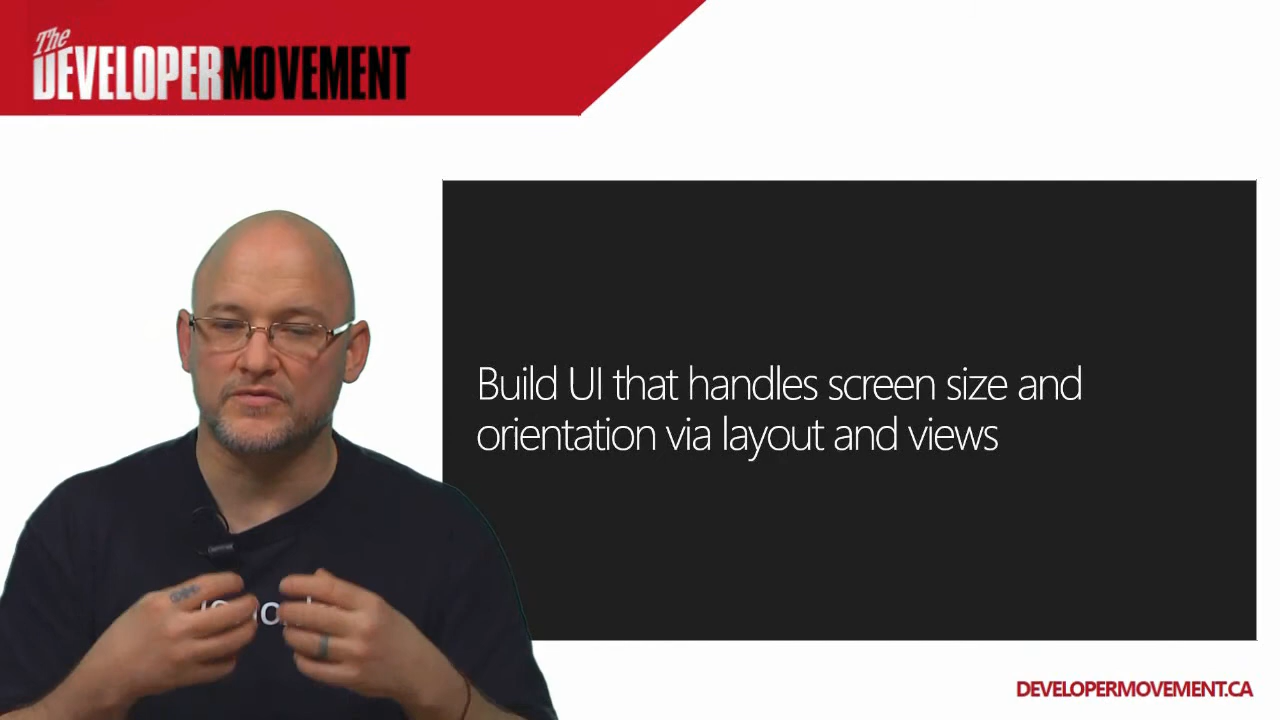 The
DEVELOPERMOVEMENT
Build UI that handles screen size and
orientation via layout and views
DEVELOPERMOVEMENT.CA